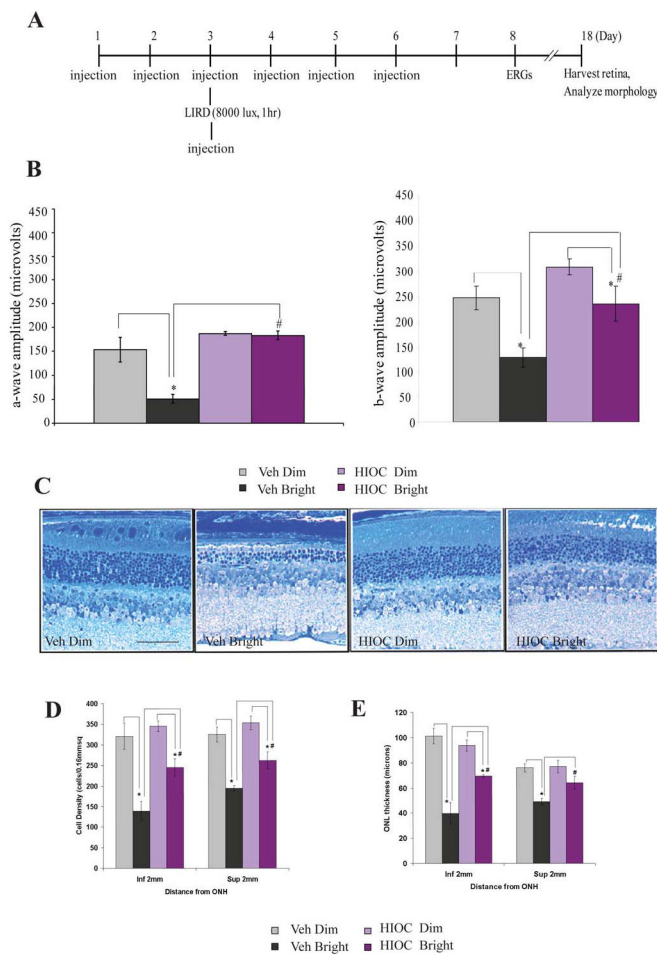 A
1 2 3 4 5 6 7 8 18 (Day)
injection injection injection injection injection injection ERGs Harvest retina,
Analyze morphology
LIRD (8000 lux, 1hr)
injection
B
a-wave amplitude (microvolts)
450
400
350
300
250
200
150
100
50
0
*
#
b-wave amplitude (microvolts)
450
400
350
300
250
200
150
100
50
0
*
*
#
Veh Dim HIOC Dim
Veh Bright HIOC Bright
C
Veh Dim Veh Bright HIOC Dim HIOC Bright
D
Cell Density (cells/0.16mmsq)
400
350
300
250
200
150
100
50
0
*
*#
*
*#
Inf 2mm Sup 2mm
Distance from ONH
E
ONL thickness (microns)
120
100
80
60
40
20
0
*
*#
*
#
Inf 2mm Sup 2mm
Distance from ONH
Veh Dim HIOC Dim
Veh Bright HIOC Bright